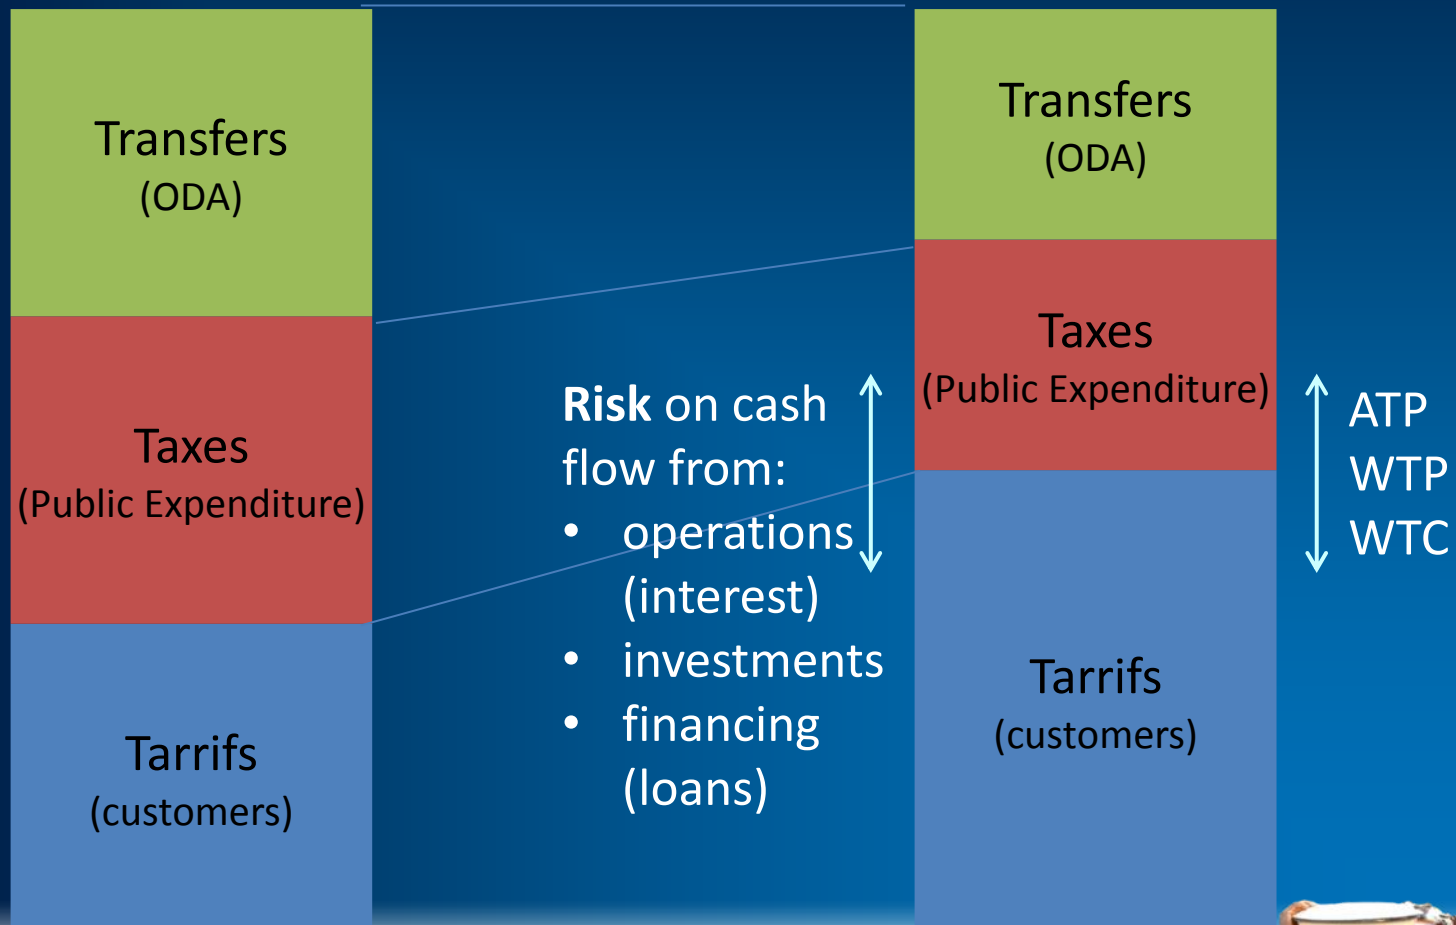 Transfers
(ODA)
Taxes
(Public Expenditure)
Tarrifs
(customers)
Risk on cash
flow from:
• operations
(interest)
• investments
• financing
(loans)
Transfers
(ODA)
Taxes
(Public Expenditure)
Tarrifs
(customers)
ATP
WTP
WTC